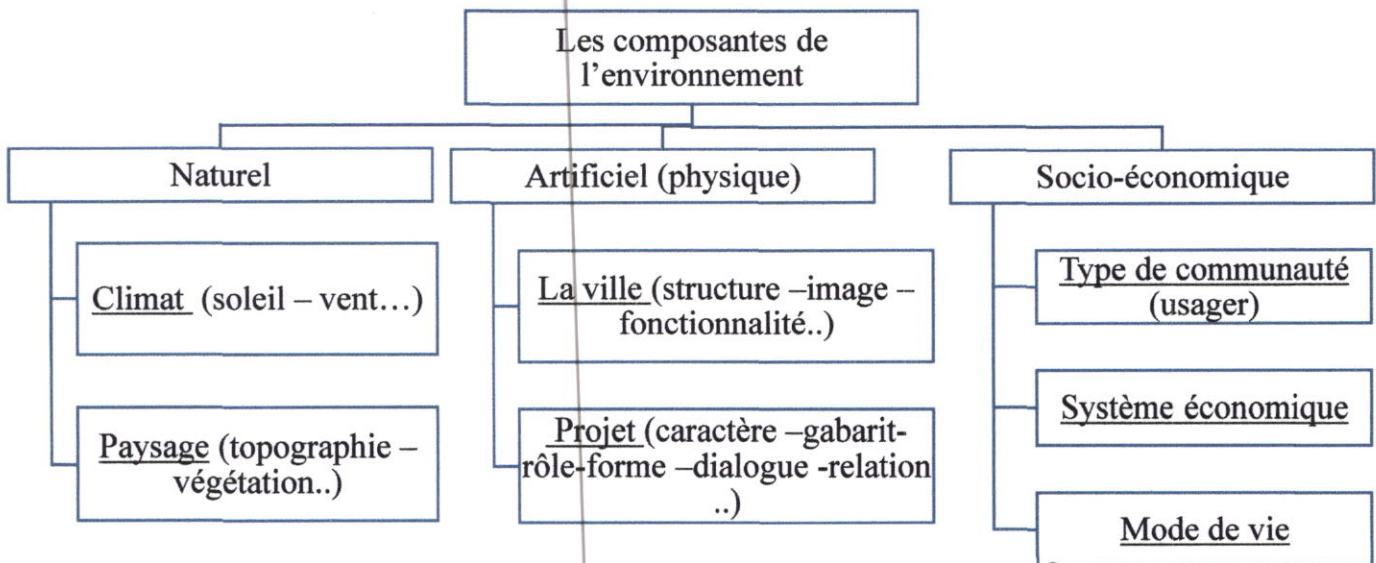 Les composantes de
l'environnement
Naturel
Artificiel (physique)
Socio-économique
Climat (soleil – vent…)
Paysage (topographie –
végétation..)
La ville (structure –image –
fonctionnalité..)
Projet (caractère –gabarit-
rôle-forme –dialogue -relation
..)
Type de communauté
(usager)
Système économique
Mode de vie